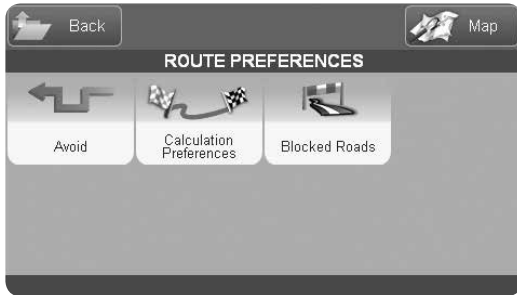 Back
Map
ROUTE PREFERENCES
Avoid
Calculation
Preferences
Blocked Roads